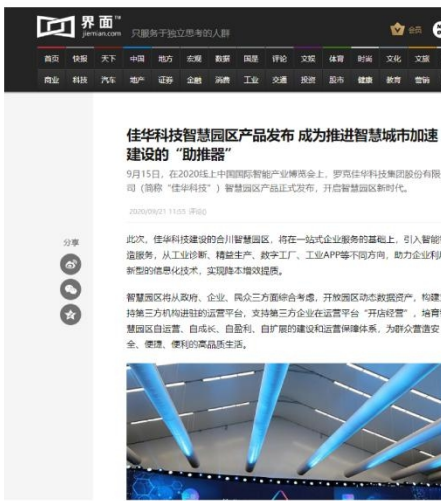 界面™
jiemian.com
只服务于独立思考的人群
会员
首页 快报 天下 中国 地方 宏观 数据 国是 评论 文娱 体育 时尚 文化 文旅
商业 科技 汽车 地产 证券 金融 消费 工业 交通 投资 股市 健康 教育 营销
佳华科技智慧园区产品发布 成为推进智慧城市加速
建设的“助推器”
9月15日，在2020线上中国国际智能产业博览会上，罗克佳华科技集团股份有限
司（简称“佳华科技”）智慧园区产品正式发布，开启智慧园区新时代。
2020/09/21 11:55
分享
此次，佳华科技建设的合川智慧园区，将在一站式企业服务的基础上，引入智能制
造服务，从工业诊断、精益生产、数字工厂、工业APP等不同方向，助力企业利用
新型的信息化技术，实现降本增效提质。
智慧园区将从政府、企业、民众三方面综合考虑，开放园区动态数据资产，构建
持第三方机构进驻的运营平台，支持第三方企业在运营平台“开店经营”，培育
慧园区自运营、自成长、自盈利、自扩展的建设和运营保障体系，为群众营造安
全、便捷、便利的高品质生活。